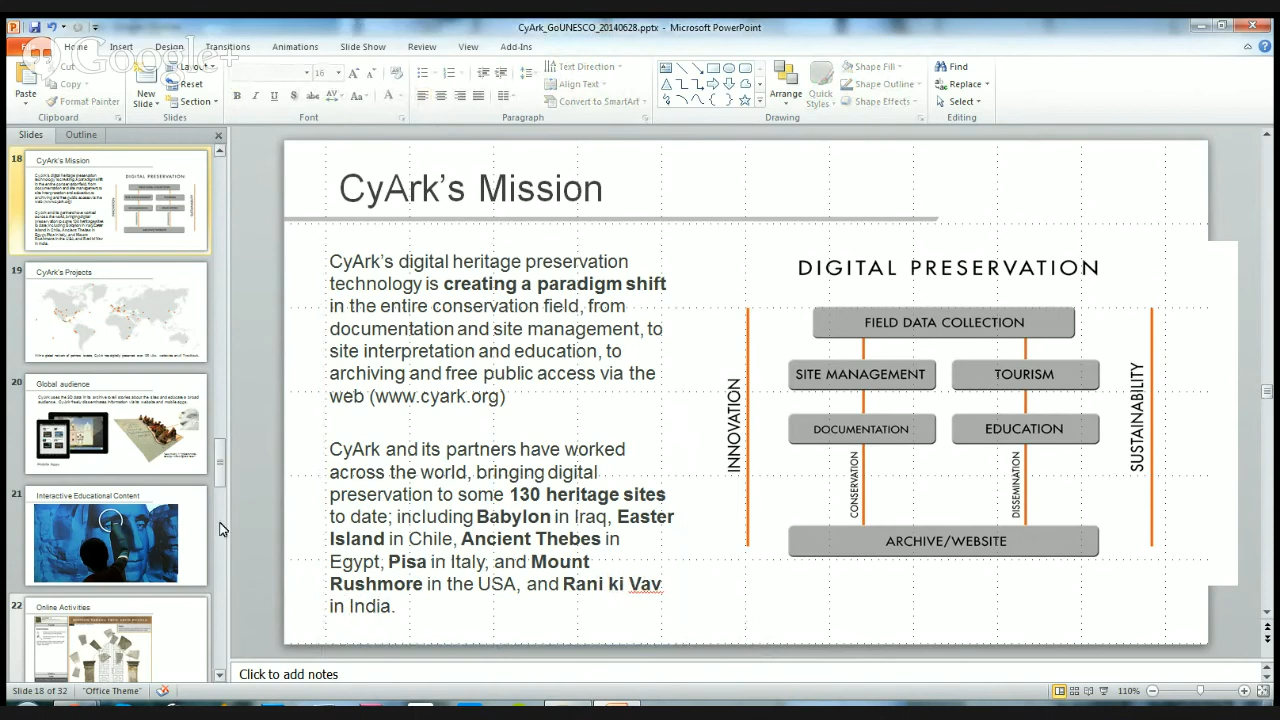 CyArk_GoUNESCO_20140628.pptx - Microsoft PowerPoint
Google+
File Home Insert Design Transitions Animations Slide Show Review View Add-Ins
Cut
Copy
Format Painter
Paste
Clipboard
New
Slide
Layout
Reset
Section
Slides
16
Font
Text Direction
Align Text
Convert to SmartArt
Paragraph
Arrange
Quick
Styles
Shape Fill
Shape Outline
Shape Effects
Drawing
Find
Replace
Select
Editing
Slides Outline
18
CyArk's Mission
DIGITAL PRESERVATION
19
CyArk's Projects
20
Global audience
21
Interactive Educational Content
22
Online Activities
CyArk's Mission
CyArk's digital heritage preservation
technology is creating a paradigm shift
in the entire conservation field, from
documentation and site management, to
site interpretation and education, to
archiving and free public access via the
web (www.cyark.org)
CyArk and its partners have worked
across the world, bringing digital
preservation to some 130 heritage sites
to date; including Babylon in Iraq, Easter
Island in Chile, Ancient Thebes in
Egypt, Pisa in Italy, and Mount
Rushmore in the USA, and Rani ki Vav
in India.
DIGITAL PRESERVATION
FIELD DATA COLLECTION
SITE MANAGEMENT
TOURISM
DOCUMENTATION
EDUCATION
INNOVATION
CONSERVATION
DISSEMINATION
SUSTAINABILITY
ARCHIVE/WEBSITE
Click to add notes
Slide 18 of 32
"Office Theme"
110%